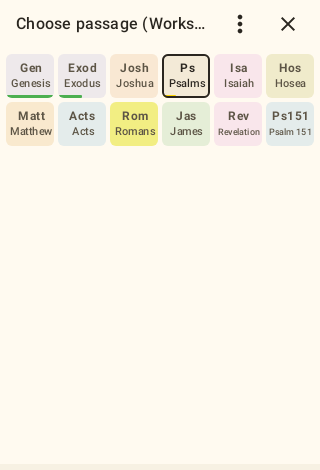 Choose passage (Works...
Gen Exod Josh Ps Isa Hos
Genesis Exodus Joshua Psalms Isaiah Hosea
Matt Acts Rom Jas Rev Ps151
Matthew Acts Romans James Revelation Psalm 151